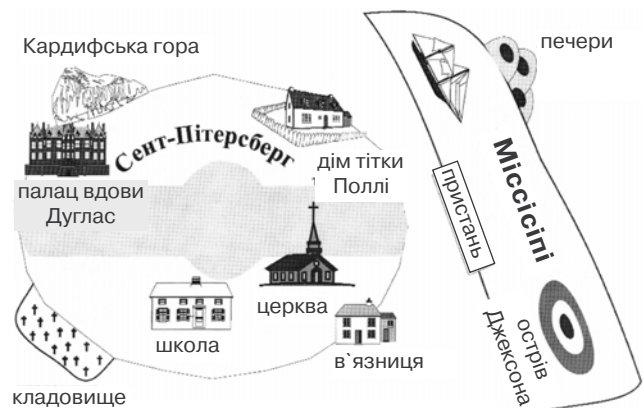 Кардифська гора
печери
Сент-Пітерсберг
дім тітки
Поллі
палац вдови
Дуглас
пристань
Міссісіпі
церква
школа
в`язниця
острів
Джексона
кладовище